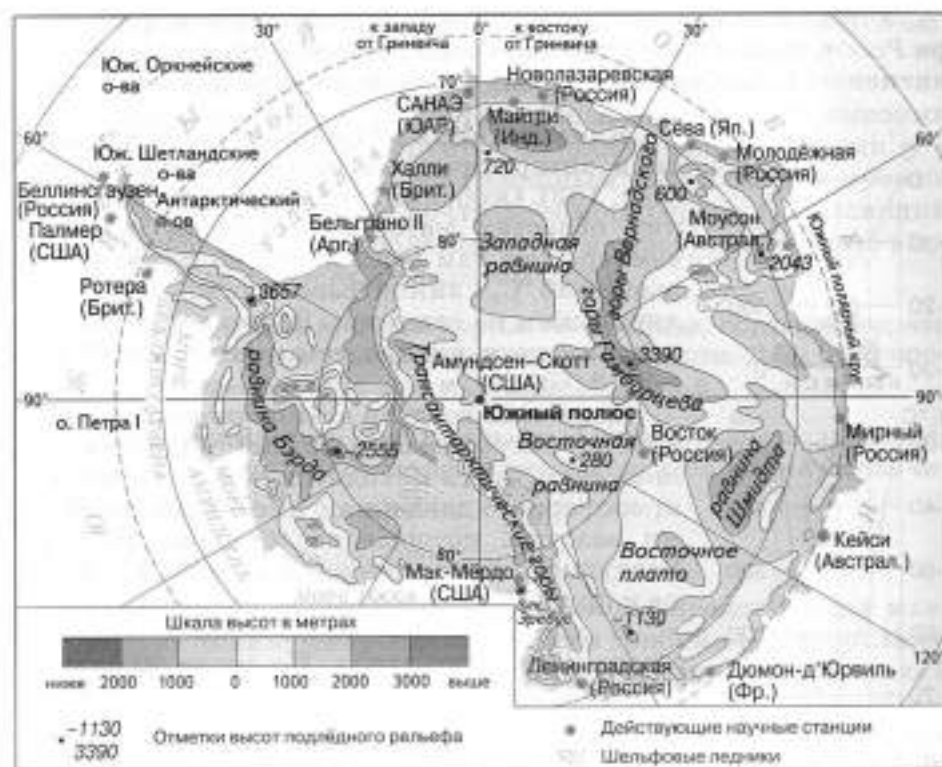 к западу
от Гринвича
к востоку
от Гринвича
30°
0°
30°
60°
60°
90°
90°
120°
70°
80°
80°
Юж. Оркнейские
о-ва
Юж. Шетландские
о-ва
Беллинсгаузен
(Россия)
Палмер
(США)
Антарктический
п-ов
Ротера
(Брит.)
САНАЭ
(ЮАР)
Халли
(Брит.)
Бельграно II
(Арг.)
Новолазаревская
(Россия)
Майтри
(Инд.)
720
Сёва (Яп.)
Молодёжная
(Россия)
600
Моусон
(Австрал.)
2043
Южный полярный круг
Западная
равнина
горы Вернадского
горы Гамбурцева
3390
3657
равнина Бэрда
-2555
о. Петра I
Амундсен–Скотт
(США)
Южный полюс
Трансантарктические горы
Восточная
равнина
280
Восток
(Россия)
равнина
Шмидта
Мирный
(Россия)
Кейси
(Австрал.)
Восточное
плато
-1130
Мак-Мёрдо
(США)
Эребус
Ленинградская
(Россия)
Дюмон-д'Юрвиль
(Фр.)
Шкала высот в метрах
ниже 2000 1000 0 1000 2000 3000 выше
-1130
3390
Отметки высот подлёдного рельефа
Действующие научные станции
Шельфовые ледники